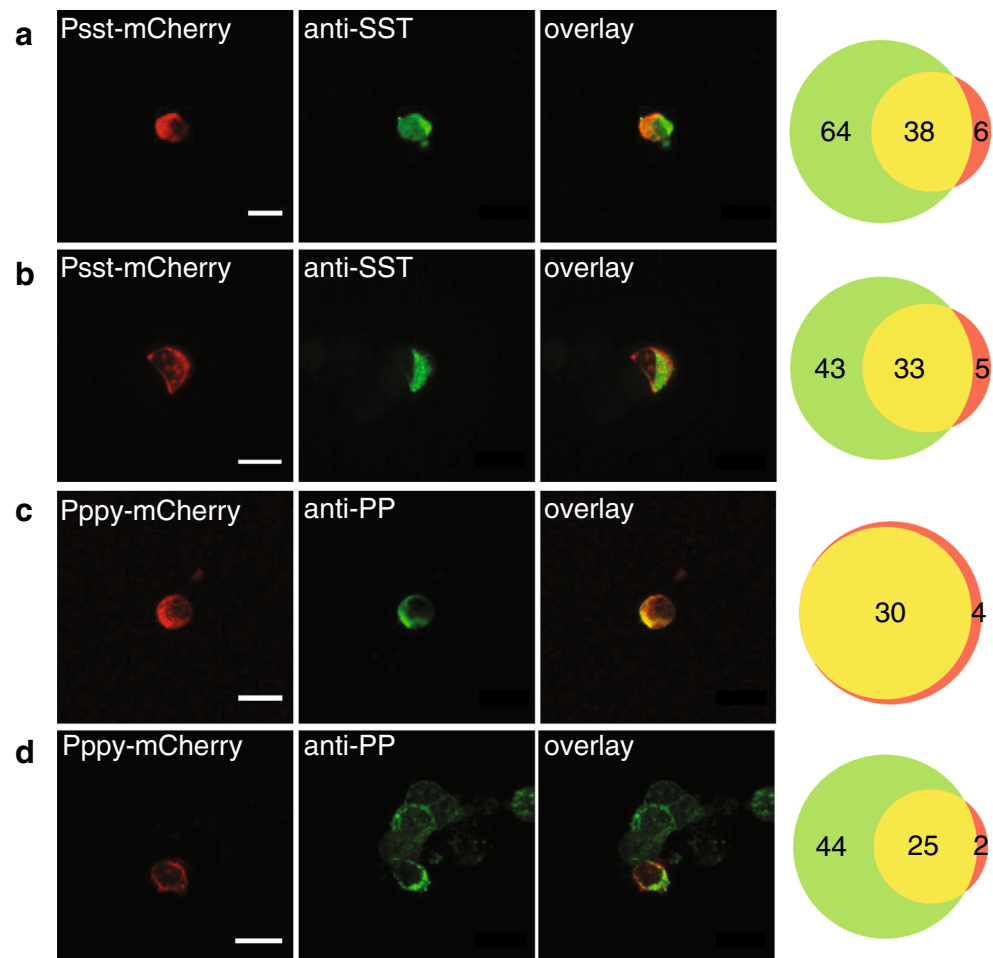 a Psst-mCherry anti-SST overlay
64 38 6
b Psst-mCherry anti-SST overlay
43 33 5
c Pppy-mCherry anti-PP overlay
30 4
d Pppy-mCherry anti-PP overlay
44 25 2